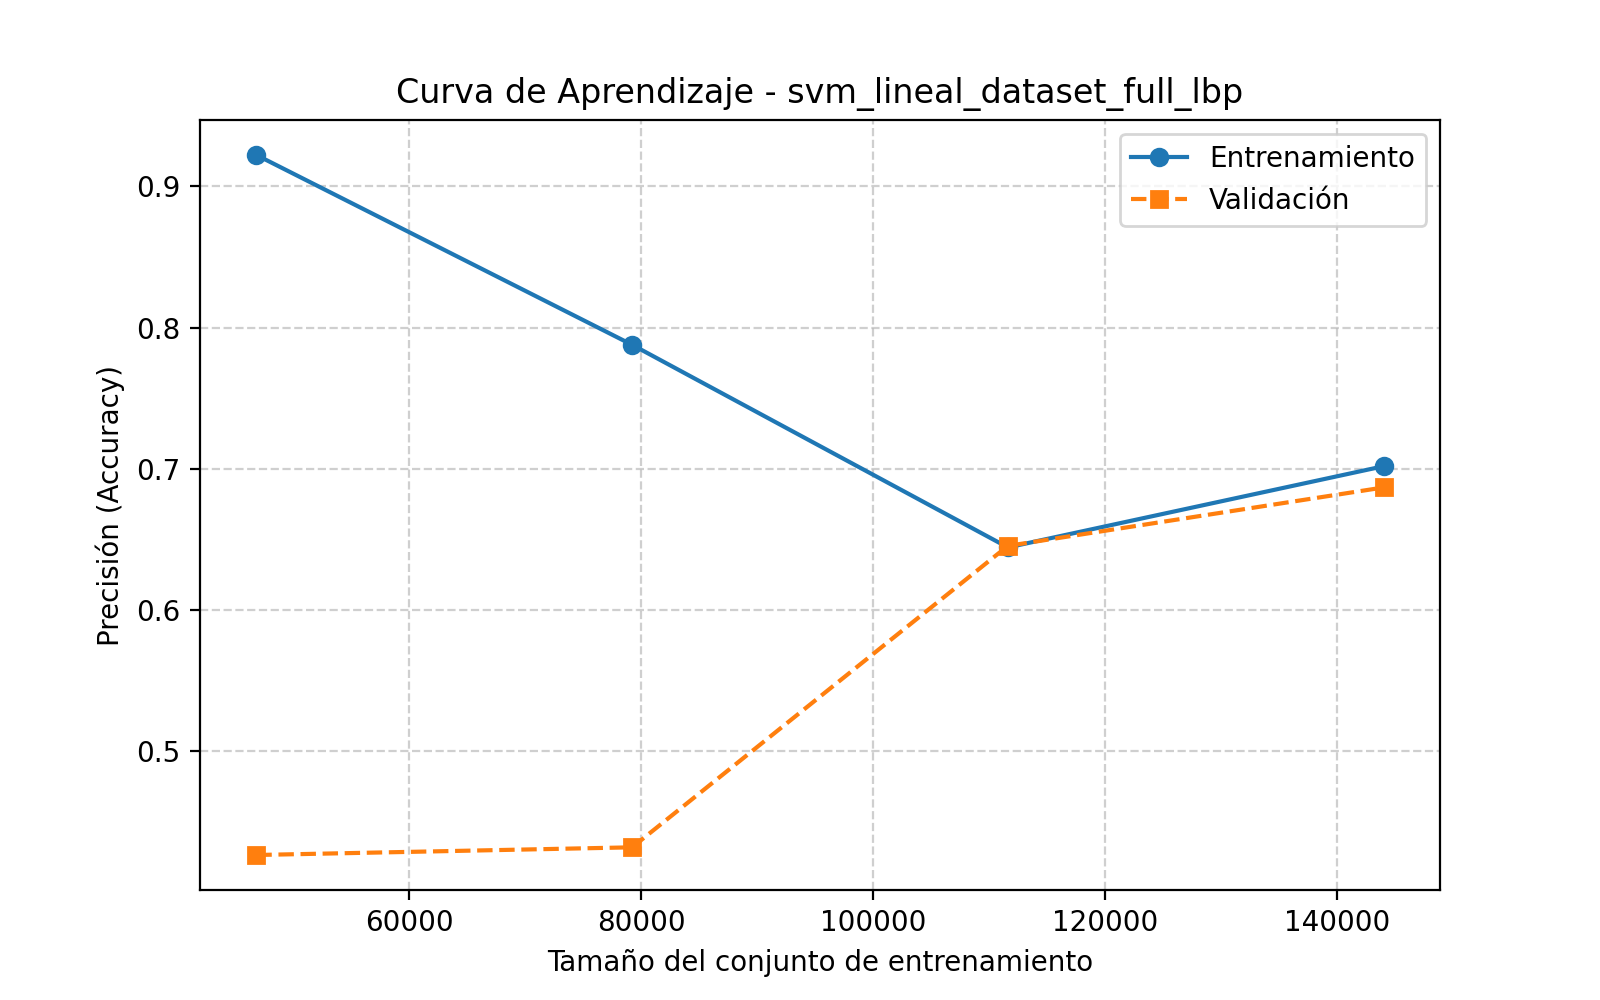 Curva de Aprendizaje - svm_lineal_dataset_full_lbp
Entrenamiento
Validación
Precisión (Accuracy)
0.9
0.8
0.7
0.6
0.5
60000
80000
100000
120000
140000
Tamaño del conjunto de entrenamiento